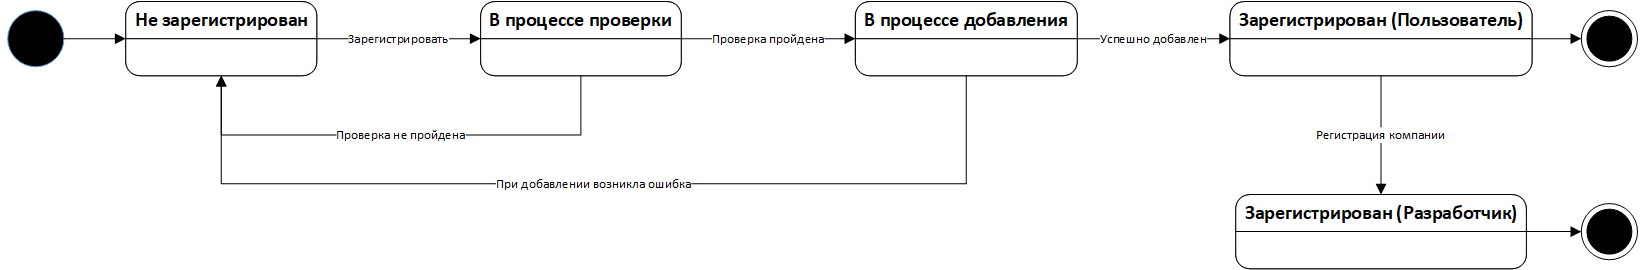 Не зарегистрирован
В процессе проверки
В процессе добавления
Зарегистрирован (Пользователь)
Зарегистрировать
Проверка пройдена
Успешно добавлен
Проверка не пройдена
Регистрация компании
При добавлении возникла ошибка
Зарегистрирован (Разработчик)